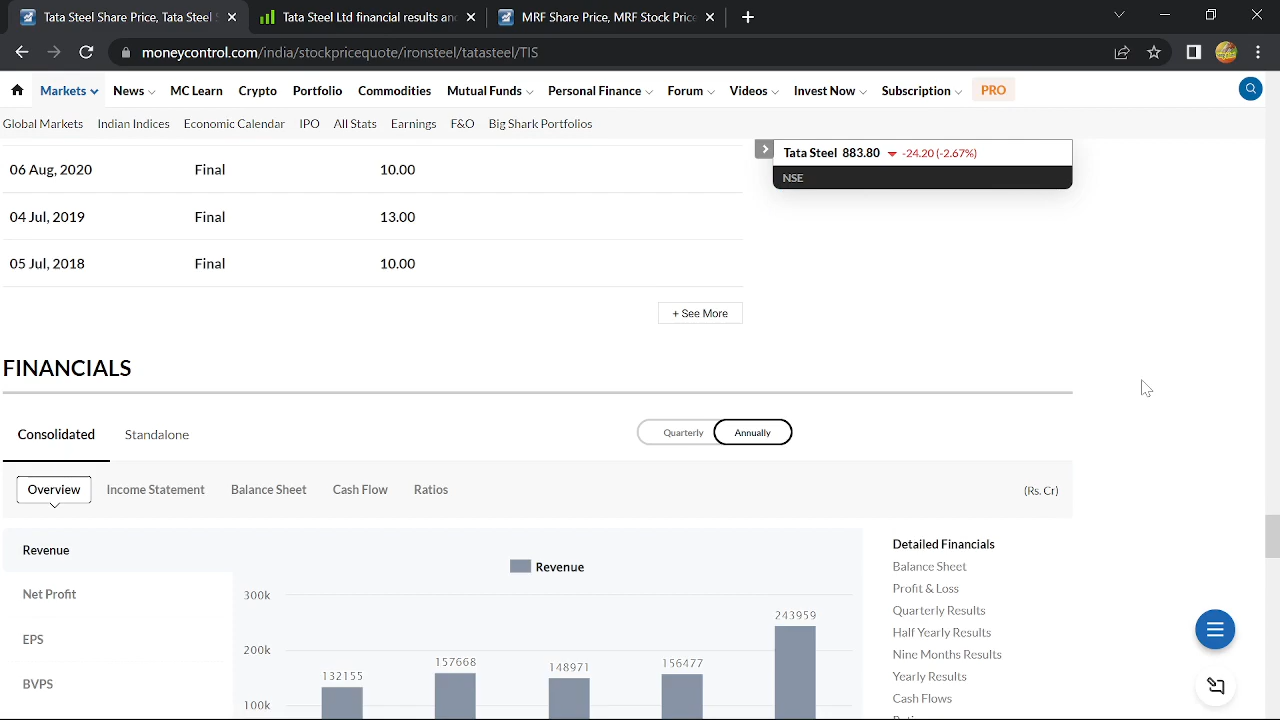 Tata Steel Share Price, Tata Steel S
Tata Steel Ltd financial results and
MRF Share Price, MRF Stock Price
moneycontrol.com/india/stockpricequote/ironsteel/tatasteel/TIS
Markets News MC Learn Crypto Portfolio Commodities Mutual Funds Personal Finance Forum Videos Invest Now Subscription PRO
Global Markets Indian Indices Economic Calendar IPO All Stats Earnings F&O Big Shark Portfolios
Tata Steel 883.80 -24.20 (-2.67%)
NSE
06 Aug, 2020 Final 10.00
04 Jul, 2019 Final 13.00
05 Jul, 2018 Final 10.00
+ See More
FINANCIALS
Consolidated Standalone Quarterly Annually
Overview Income Statement Balance Sheet Cash Flow Ratios (Rs. Cr)
Revenue
Net Profit
EPS
BVPS
Revenue
300k
200k
100k
132155
157668
148971
156477
243959
Detailed Financials
Balance Sheet
Profit & Loss
Quarterly Results
Half Yearly Results
Nine Months Results
Yearly Results
Cash Flows